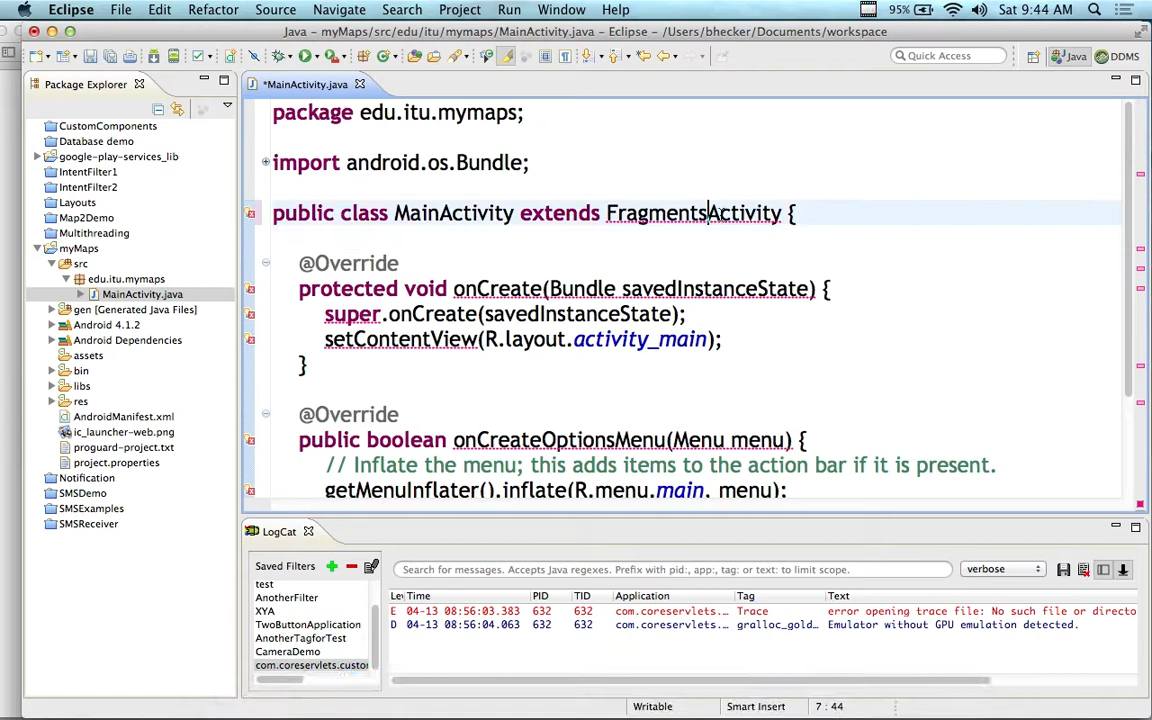 Eclipse File Edit Refactor Source Navigate Search Project Run Window Help 95% Sat 9:44 AM
Java – myMaps/src/edu/itu/mymaps/MainActivity.java – Eclipse – /Users/bhecker/Documents/workspace
Quick Access Java DDMS
Package Explorer
*MainActivity.java
CustomComponents
Database demo
google-play-services_lib
IntentFilter1
IntentFilter2
Layouts
Map2Demo
Multithreading
myMaps
src
edu.itu.mymaps
MainActivity.java
gen [Generated Java Files]
Android 4.1.2
Android Dependencies
assets
bin
libs
res
AndroidManifest.xml
ic_launcher-web.png
proguard-project.txt
project.properties
Notification
SMSDemo
SMSExamples
SMSReceiver
package edu.itu.mymaps;
import android.os.Bundle;
public class MainActivity extends FragmentsActivity {
@Override
protected void onCreate(Bundle savedInstanceState) {
super.onCreate(savedInstanceState);
setContentView(R.layout.activity_main);
}
@Override
public boolean onCreateOptionsMenu(Menu menu) {
// Inflate the menu; this adds items to the action bar if it is present.
getMenuInflater().inflate(R.menu.main, menu);
LogCat
Saved Filters
test
AnotherFilter
XYA
TwoButtonApplication
AnotherTagforTest
CameraDemo
com.coreservlets.custor
Search for messages. Accepts Java regexes. Prefix with pid:, app:, tag: or text: to limit scope. verbose
Le Time PID TID Application Tag Text
E 04-13 08:56:03.383 632 632 com.coreservlets.… Trace error opening trace file: No such file or directo
D 04-13 08:56:04.063 632 632 com.coreservlets.… gralloc_gold… Emulator without GPU emulation detected.
Writable Smart Insert 7 : 44